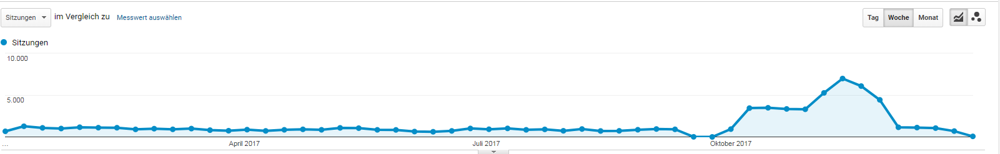 Sitzungen im Vergleich zu Messwert auswählen Tag Woche Monat
Sitzungen
10.000
5.000
... April 2017 Juli 2017 Oktober 2017